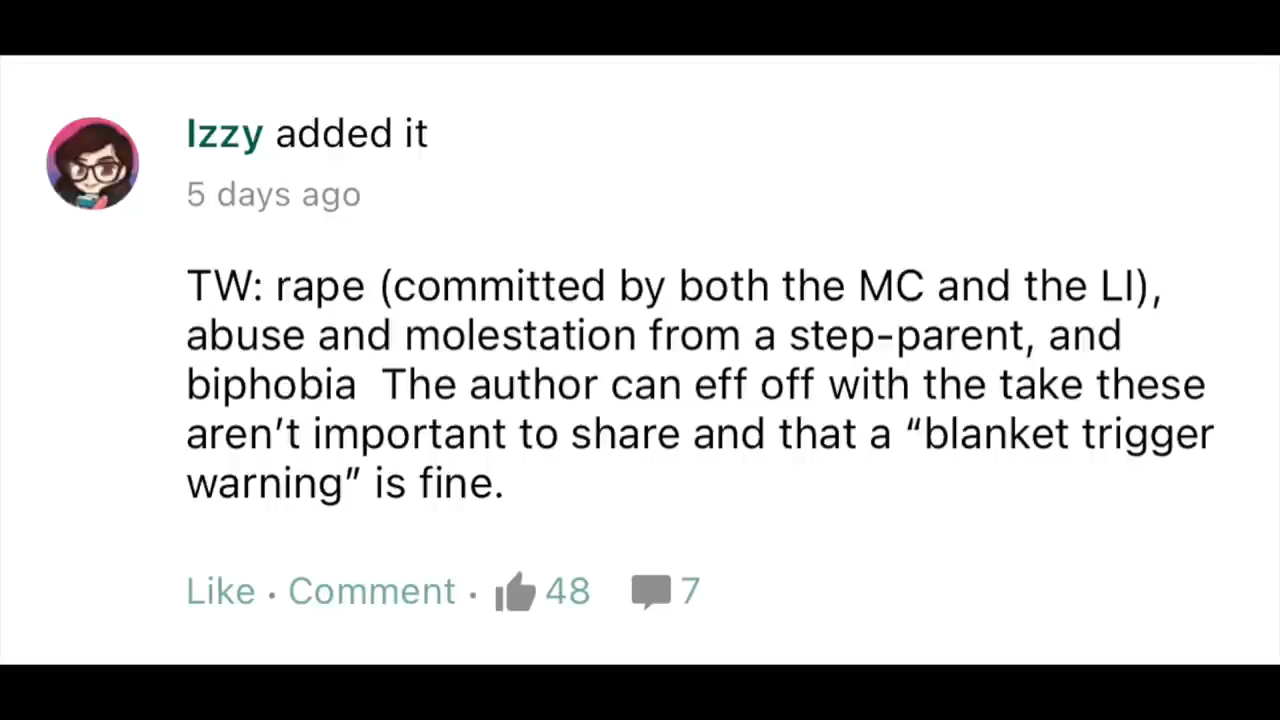 Izzy added it
5 days ago
TW: rape (committed by both the MC and the LI),
abuse and molestation from a step-parent, and
biphobia  The author can eff off with the take these
aren’t important to share and that a “blanket trigger
warning” is fine.
Like · Comment · 48 7